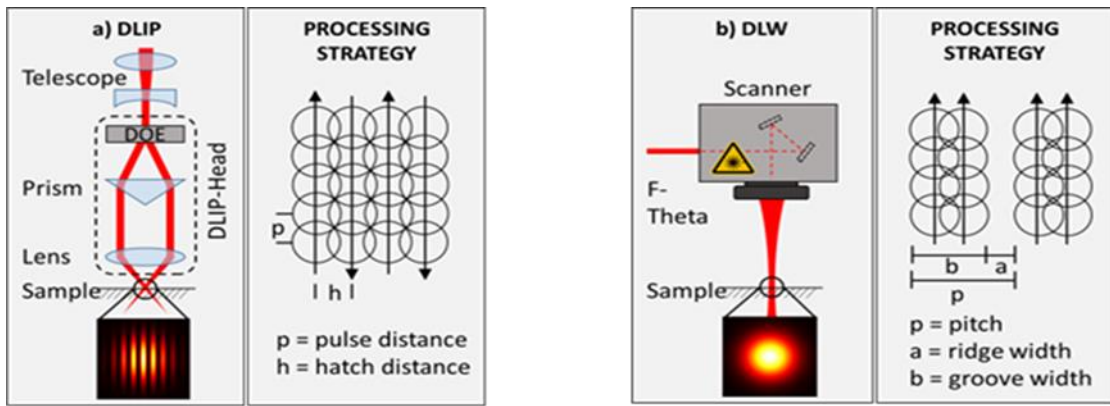 a) DLIP
Telescope
DOE
Prism
Lens
Sample
DLIP-Head
PROCESSING
STRATEGY
p
h
p = pulse distance
h = hatch distance
b) DLW
Scanner
F-
Theta
Sample
PROCESSING
STRATEGY
b
a
p
p = pitch
a = ridge width
b = groove width